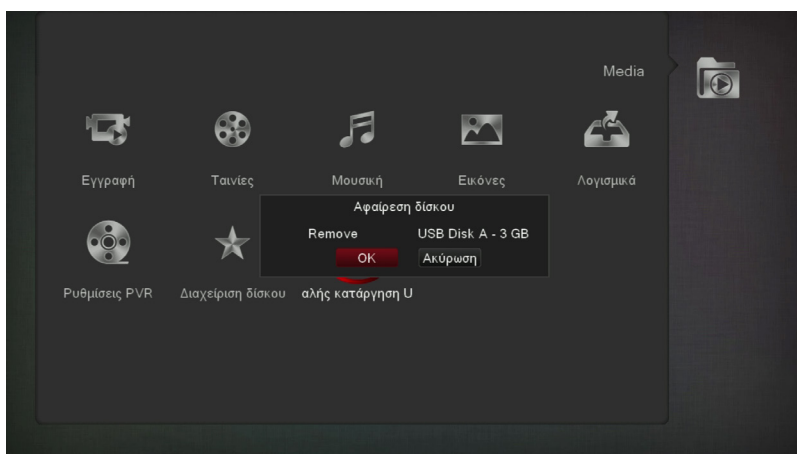 Media
Εγγραφή Ταινίες Μουσική Εικόνες Λογισμικά
Αφαίρεση δίσκου
Remove USB Disk A - 3 GB
OK Ακύρωση
Ρυθμίσεις PVR Διαχείριση δίσκου αλής κατάργηση U